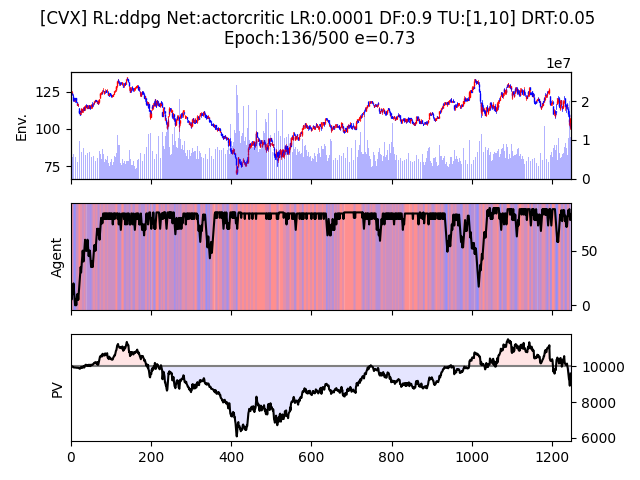 [CVX] RL:ddpg Net:actorcritic LR:0.0001 DF:0.9 TU:[1,10] DRT:0.05
Epoch:136/500 e=0.73
1e7
Env.
125
100
75
2
1
0
Agent
50
0
PV
10000
8000
6000
0 200 400 600 800 1000 1200